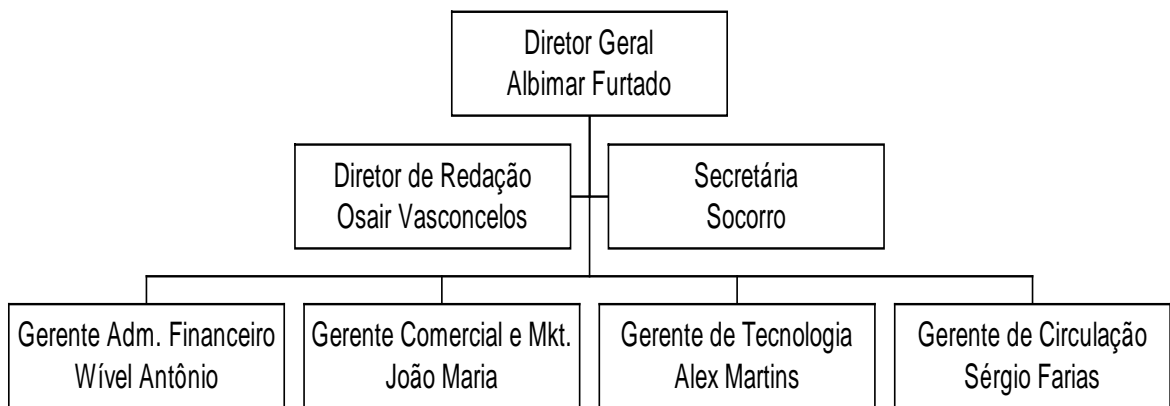 Diretor Geral
Albimar Furtado
Diretor de Redação
Osair Vasconcelos
Secretária
Socorro
Gerente Adm. Financeiro
Wível Antônio
Gerente Comercial e Mkt.
João Maria
Gerente de Tecnologia
Alex Martins
Gerente de Circulação
Sérgio Farias